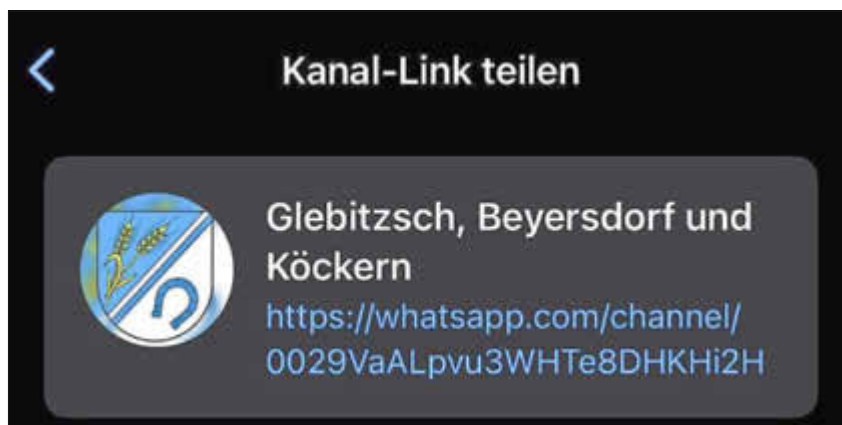 Kanal-Link teilen
Glebitzsch, Beyersdorf und
Köckern
https://whatsapp.com/channel/
0029VaALpvu3WHTe8DHKHi2H